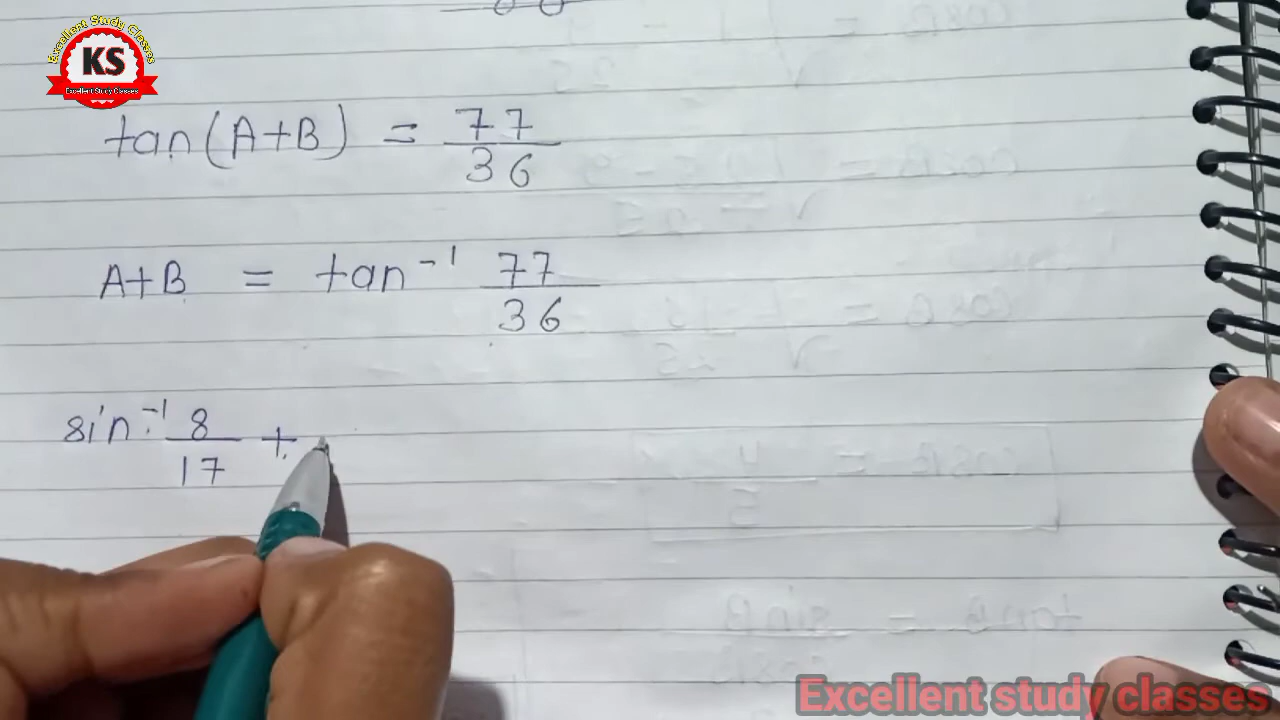 Excellent Study Classes
KS
Excellent Study Classes
tan(A+B) = 77/36
A+B = tan⁻¹ 77/36
sin⁻¹ 8/17 +
Excellent study classes